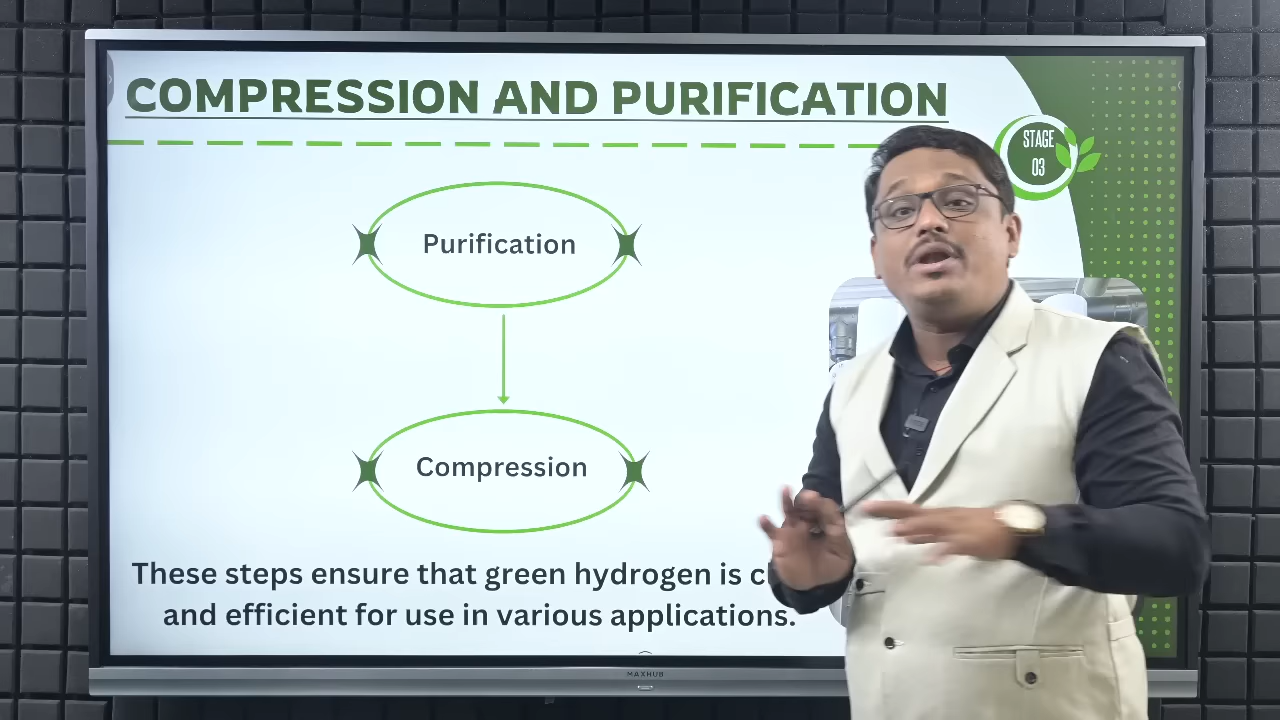 COMPRESSION AND PURIFICATION
STAGE
03
Purification
Compression
These steps ensure that green hydrogen is
and efficient for use in various applications.
MAXHUB